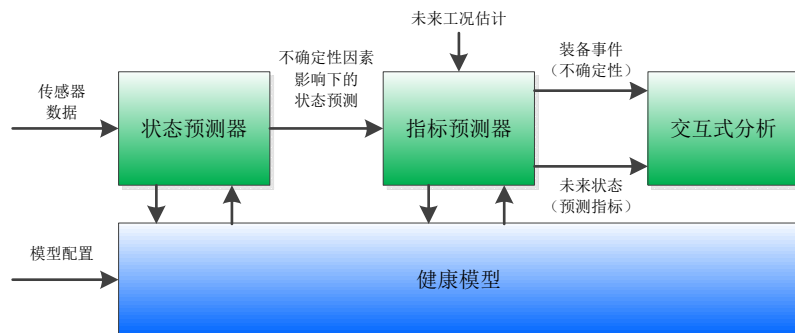 未来工况估计
传感器
数据
状态预测器
不确定性因素
影响下的
状态预测
指标预测器
装备事件
（不确定性）
未来状态
（预测指标）
交互式分析
模型配置
健康模型